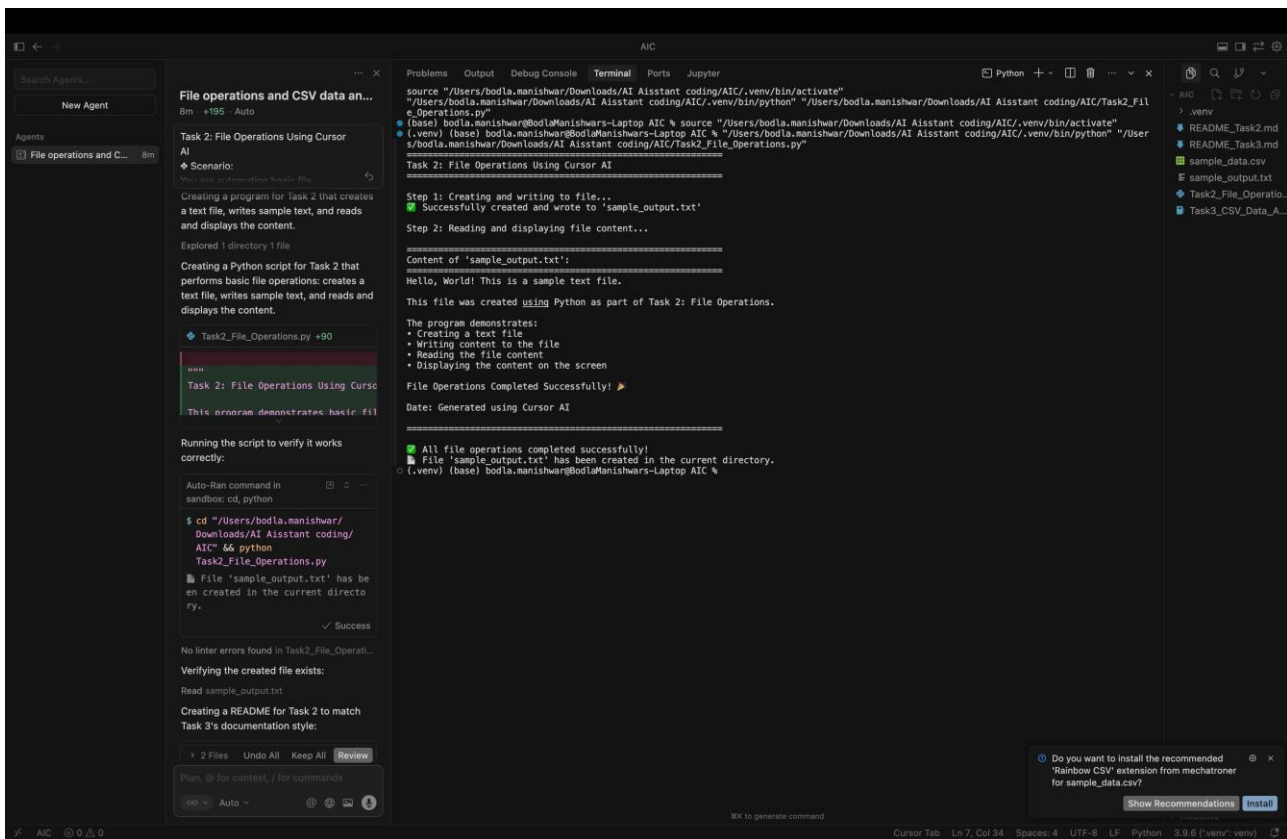 AIC
Search Agents...
New Agent
Agents
File operations and C... 8m
File operations and CSV data an...
8m · +195 · Auto
Task 2: File Operations Using Cursor
AI
❖ Scenario:
You are automating basic file
Creating a program for Task 2 that creates
a text file, writes sample text, and reads
and displays the content.
Explored 1 directory 1 file
Creating a Python script for Task 2 that
performs basic file operations: creates a
text file, writes sample text, and reads and
displays the content.
Task2_File_Operations.py +90
"""
Task 2: File Operations Using Curso
This program demonstrates basic fil
Running the script to verify it works
correctly:
Auto-Ran command in
sandbox: cd, python
$ cd "/Users/bodla.manishwar/
Downloads/AI Aisstant coding/
AIC" && python
Task2_File_Operations.py
📄 File 'sample_output.txt' has be
en created in the current directo
ry.
✓ Success
No linter errors found in Task2_File_Operati...
Verifying the created file exists:
Read sample_output.txt
Creating a README for Task 2 to match
Task 3's documentation style:
> 2 Files Undo All Keep All Review
Plan, @ for context, / for commands
∞ Auto
Problems Output Debug Console Terminal Ports Jupyter
Python
source "/Users/bodla.manishwar/Downloads/AI Aisstant coding/AIC/.venv/bin/activate"
"/Users/bodla.manishwar/Downloads/AI Aisstant coding/AIC/.venv/bin/python" "/Users/bodla.manishwar/Downloads/AI Aisstant coding/AIC/Task2_Fil
e_Operations.py"
(base) bodla.manishwar@BodlaManishwars-Laptop AIC % source "/Users/bodla.manishwar/Downloads/AI Aisstant coding/AIC/.venv/bin/activate"
(.venv) (base) bodla.manishwar@BodlaManishwars-Laptop AIC % "/Users/bodla.manishwar/Downloads/AI Aisstant coding/AIC/.venv/bin/python" "/User
s/bodla.manishwar/Downloads/AI Aisstant coding/AIC/Task2_File_Operations.py"
============================================================
Task 2: File Operations Using Cursor AI
============================================================
Step 1: Creating and writing to file...
✅ Successfully created and wrote to 'sample_output.txt'
Step 2: Reading and displaying file content...
============================================================
Content of 'sample_output.txt':
============================================================
Hello, World! This is a sample text file.
This file was created using Python as part of Task 2: File Operations.
The program demonstrates:
• Creating a text file
• Writing content to the file
• Reading the file content
• Displaying the content on the screen
File Operations Completed Successfully! 🎉
Date: Generated using Cursor AI
============================================================
✅ All file operations completed successfully!
📄 File 'sample_output.txt' has been created in the current directory.
(.venv) (base) bodla.manishwar@BodlaManishwars-Laptop AIC %
⌘K to generate command
AIC
.venv
README_Task2.md
README_Task3.md
sample_data.csv
sample_output.txt
Task2_File_Operatio...
Task3_CSV_Data_A...
Do you want to install the recommended
'Rainbow CSV' extension from mechatroner
for sample_data.csv?
Show Recommendations Install
AIC 0 0
Cursor Tab Ln 7, Col 34 Spaces: 4 UTF-8 LF Python 3.9.6 ('.venv': venv)